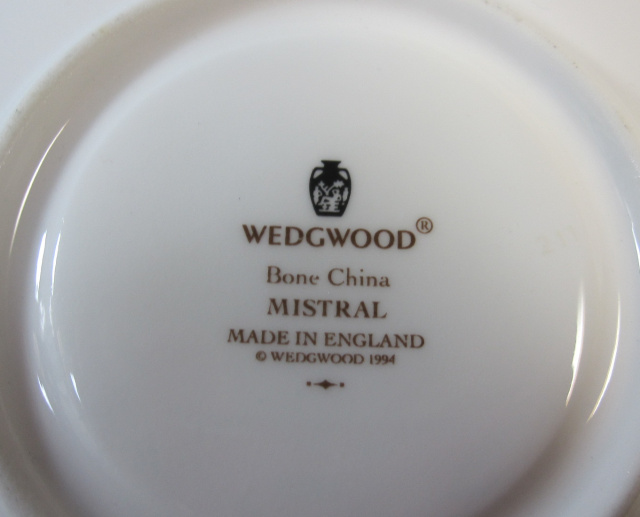 WEDGWOOD®
Bone China
MISTRAL
MADE IN ENGLAND
© WEDGWOOD 1994